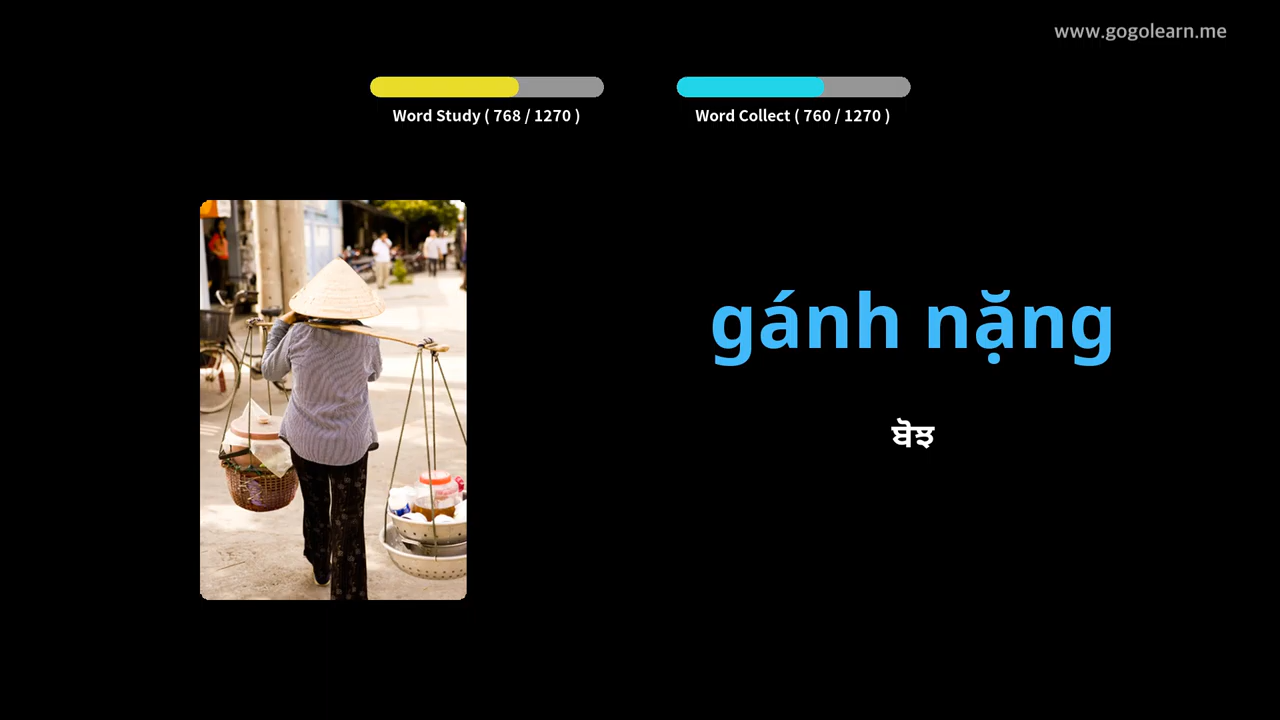 www.gogolearn.me
Word Study ( 768 / 1270 )
Word Collect ( 760 / 1270 )
gánh nặng
बोॆझ